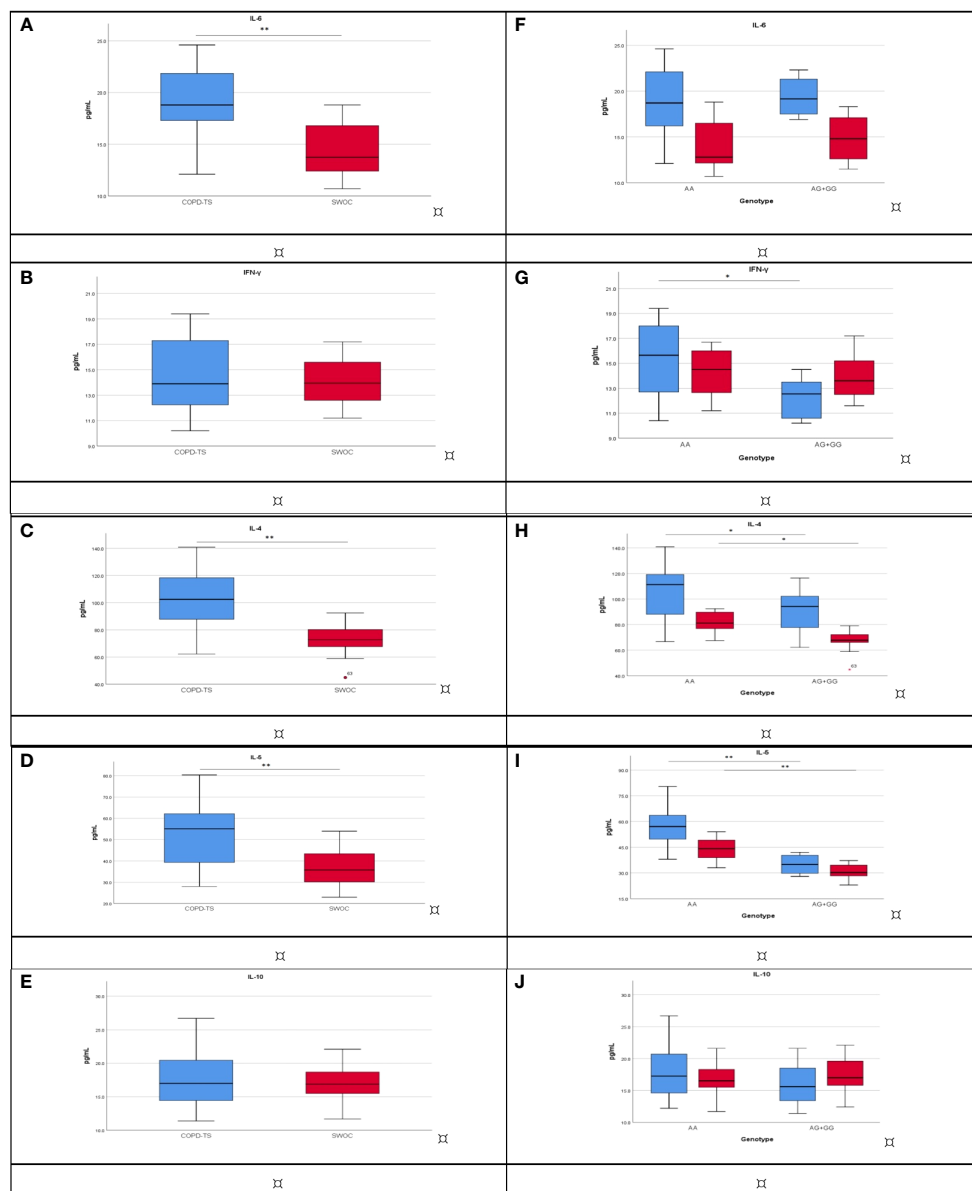 A
IL-6
**
25.0
20.0
15.0
10.0
pg/mL
COPD-TS SWOC
¤
¤
F
IL-6
25.0
20.0
15.0
10.0
pg/mL
AA AG+GG
Genotype
¤
¤
B
IFN-γ
21.0
19.0
17.0
15.0
13.0
11.0
9.0
pg/mL
COPD-TS SWOC
¤
¤
G
IFN-γ
*
21.0
19.0
17.0
15.0
13.0
11.0
9.0
pg/mL
AA AG+GG
Genotype
¤
¤
C
IL-4
**
140.0
120.0
100.0
80.0
60.0
40.0
pg/mL
63
COPD-TS SWOC
¤
¤
H
IL-4
*
*
140.0
120.0
100.0
80.0
60.0
40.0
pg/mL
63
AA AG+GG
Genotype
¤
¤
D
IL-5
**
80.0
70.0
60.0
50.0
40.0
30.0
20.0
pg/mL
COPD-TS SWOC
¤
¤
I
IL-5
**
**
90.0
75.0
60.0
45.0
30.0
15.0
pg/mL
AA AG+GG
Genotype
¤
¤
E
IL-10
30.0
25.0
20.0
15.0
10.0
pg/mL
COPD-TS SWOC
¤
¤
J
IL-10
30.0
25.0
20.0
15.0
10.0
pg/mL
AA AG+GG
Genotype
¤
¤